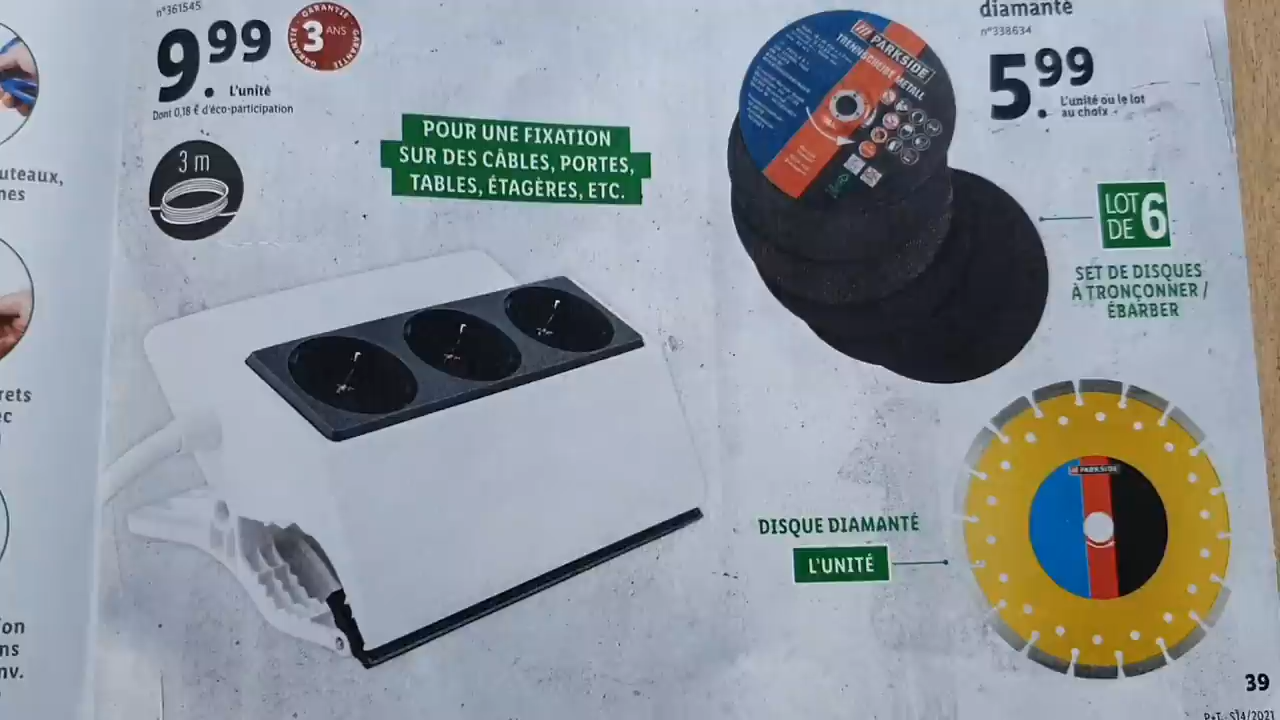 n°361545
9.99
L'unité
Dont 0,18 € d'éco-participation
GARANTIE
3 ANS
3 m
POUR UNE FIXATION
SUR DES CÂBLES, PORTES,
TABLES, ÉTAGÈRES, ETC.
PARKSIDE
TRENNSCHEIBE METALL
diamanté
n°338634
5.99
L'unité ou le lot
au choix
LOT
DE 6
SET DE DISQUES
À TRONÇONNER /
ÉBARBER
DISQUE DIAMANTÉ
L'UNITÉ
PARKSIDE
39
P+T - S14/2021
uteaux,
nes
rets
on
ns
nv.